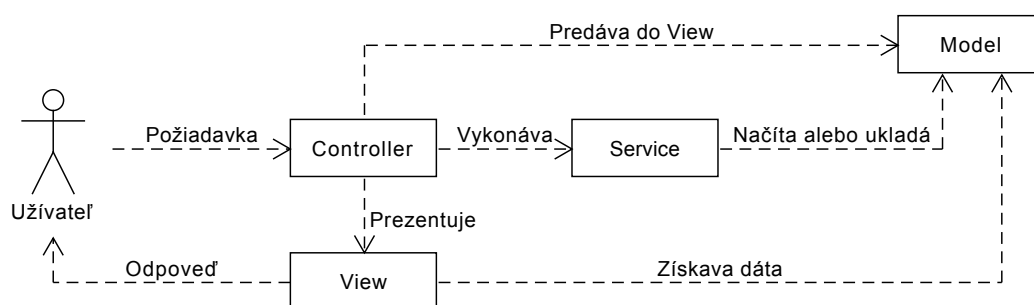 Predáva do View
Model
Požiadavka
Controller
Vykonáva
Service
Načíta alebo ukladá
Užívateľ
Prezentuje
Odpoveď
View
Získava dáta